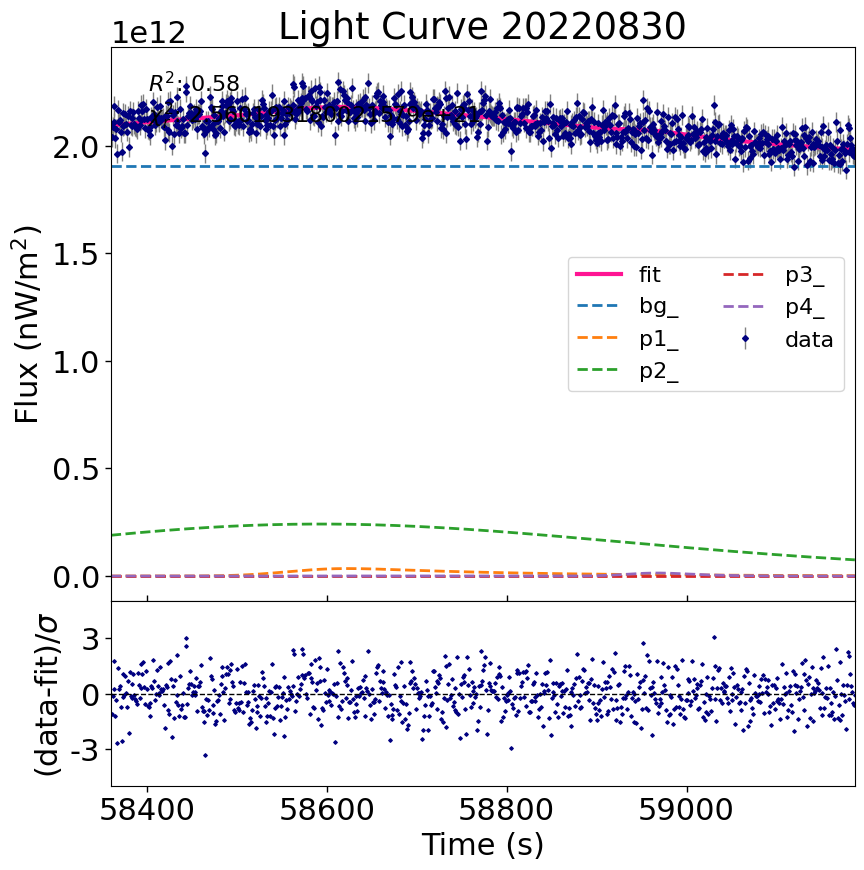 Light Curve 20220830
1e12
R²: 0.58
2.0
1.5
1.0
0.5
0.0
Flux (nW/m²)
fit
bg_
p1_
p2_
p3_
p4_
data
3
0
-3
(data-fit)/σ
58400 58600 58800 59000
Time (s)